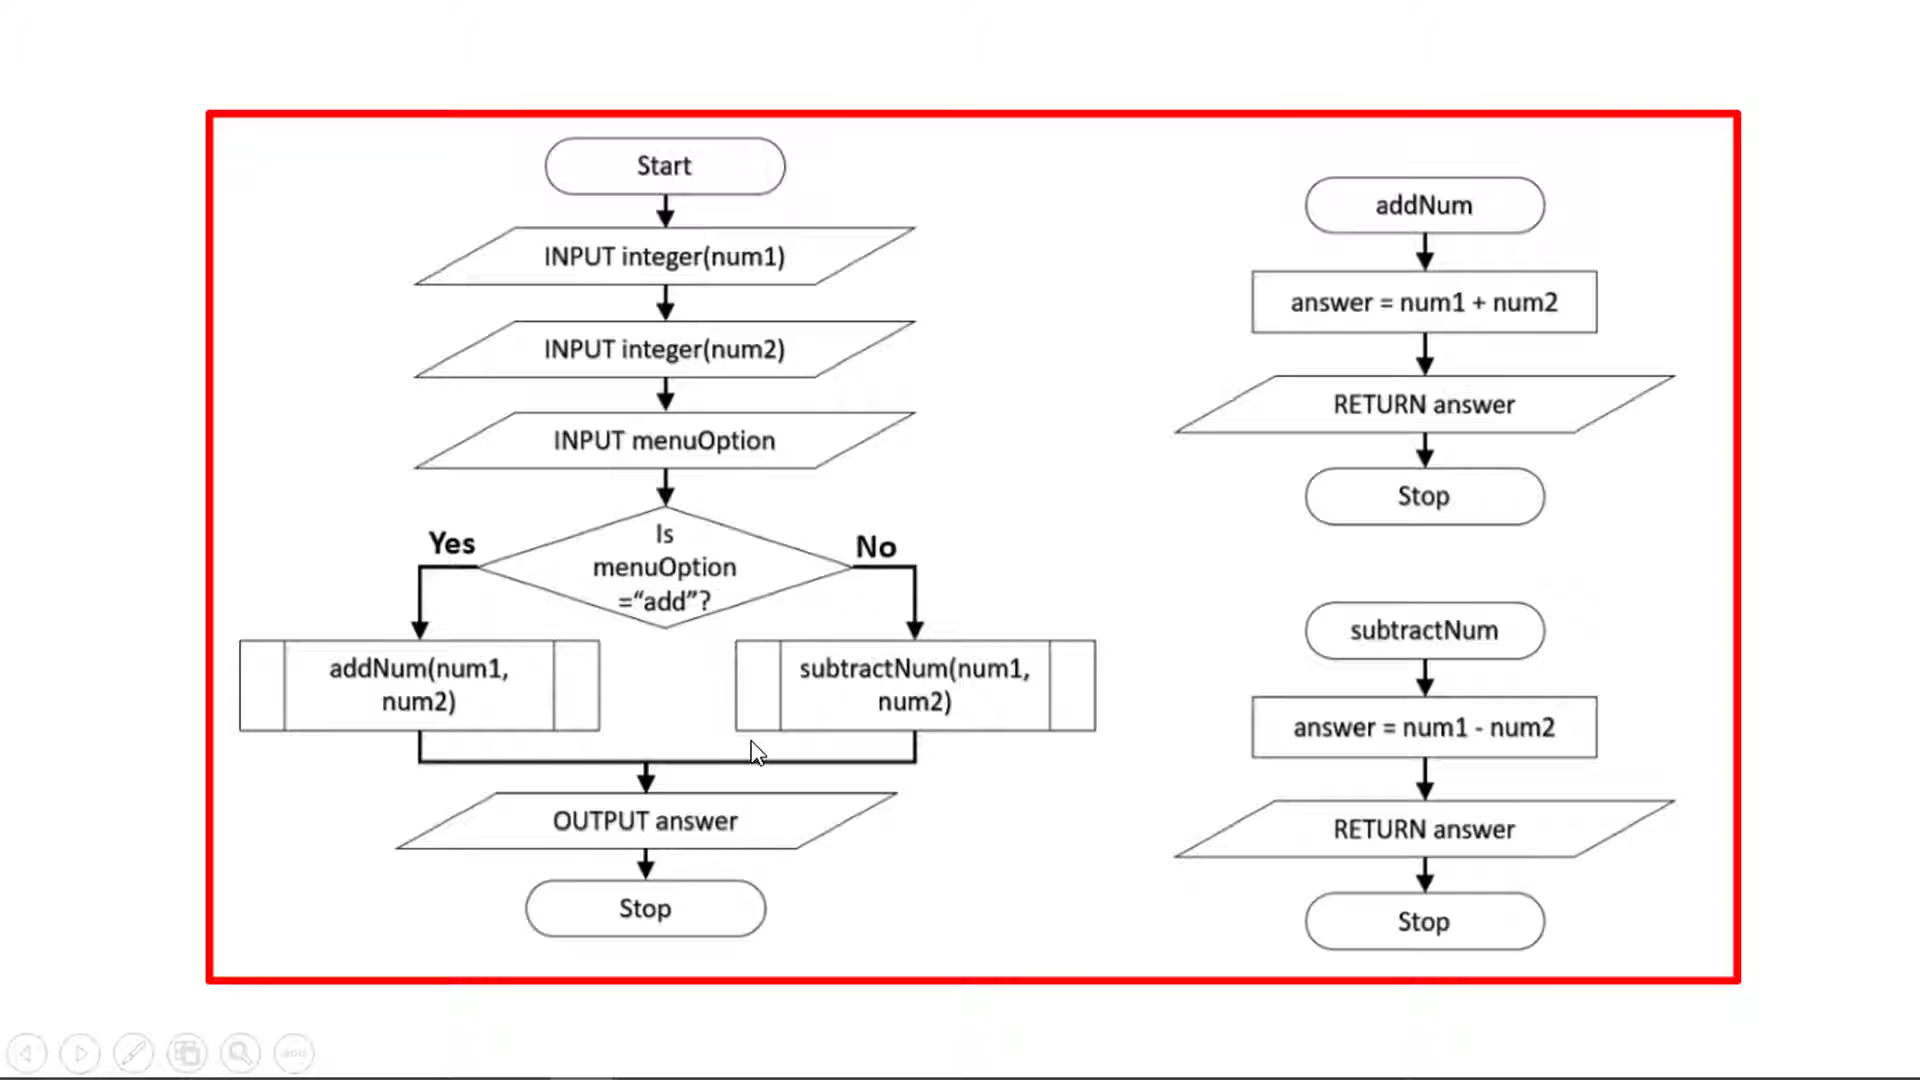 Start
INPUT integer(num1)
INPUT integer(num2)
INPUT menuOption
Is
menuOption
=“add”?
Yes
No
addNum(num1,
num2)
subtractNum(num1,
num2)
OUTPUT answer
Stop
addNum
answer = num1 + num2
RETURN answer
Stop
subtractNum
answer = num1 - num2
RETURN answer
Stop